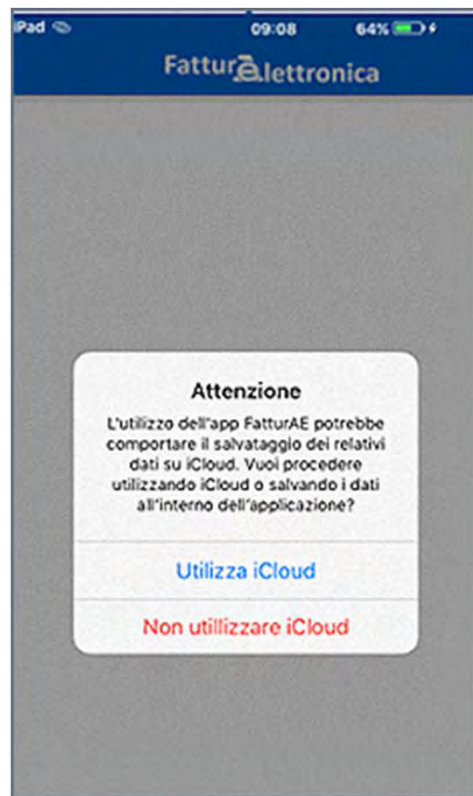 iPad 09:08 64%
FatturaElettronica
Attenzione
L'utilizzo dell'app FatturAE potrebbe
comportare il salvataggio dei relativi
dati su iCloud. Vuoi procedere
utilizzando iCloud o salvando i dati
all'interno dell'applicazione?
Utilizza iCloud
Non utillizzare iCloud